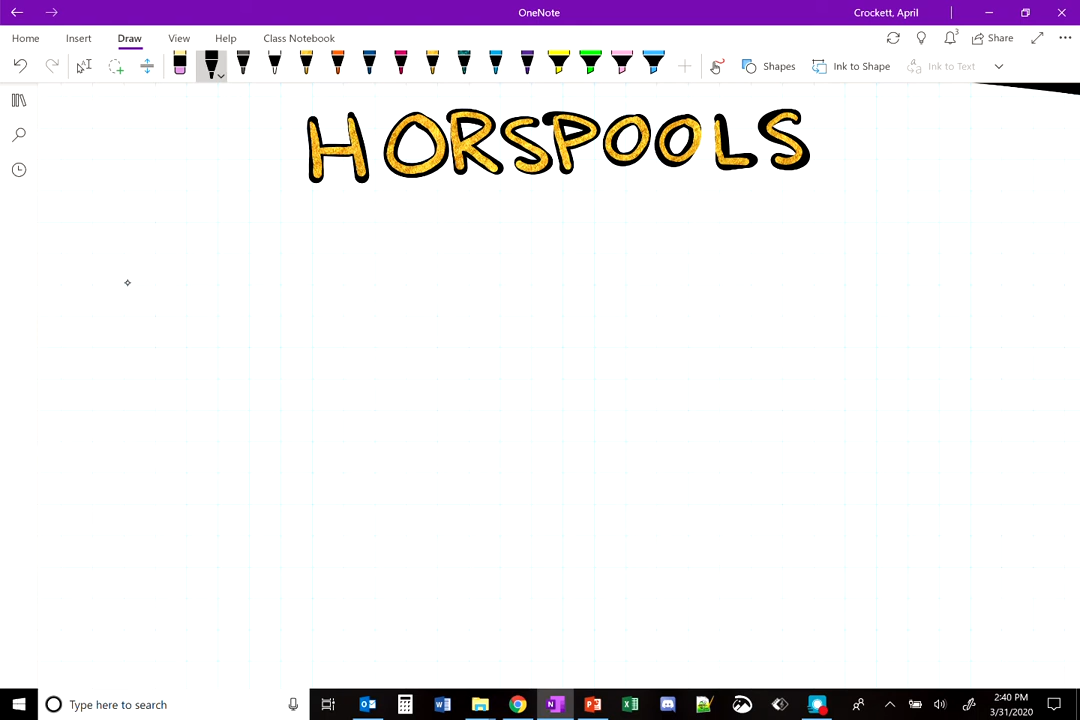 OneNote
Crockett, April
Home Insert Draw View Help Class Notebook
3
Share
Shapes
Ink to Shape
Ink to Text
HORSPOOLS
Type here to search
2:40 PM
3/31/2020